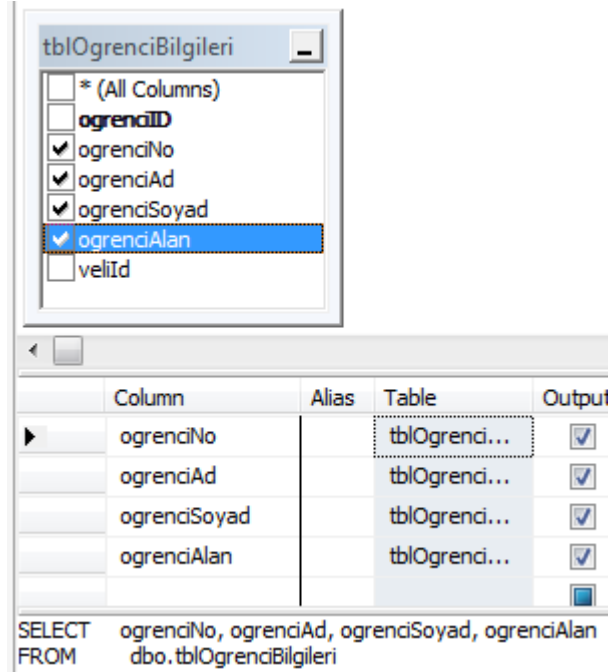 tblOgrenciBilgileri
* (All Columns)
ogrenciID
ogrenciNo
ogrenciAd
ogrenciSoyad
ogrenciAlan
veliId
Column Alias Table Output
ogrenciNo tblOgrenci...
ogrenciAd tblOgrenci...
ogrenciSoyad tblOgrenci...
ogrenciAlan tblOgrenci...
SELECT ogrenciNo, ogrenciAd, ogrenciSoyad, ogrenciAlan
FROM dbo.tblOgrenciBilgileri